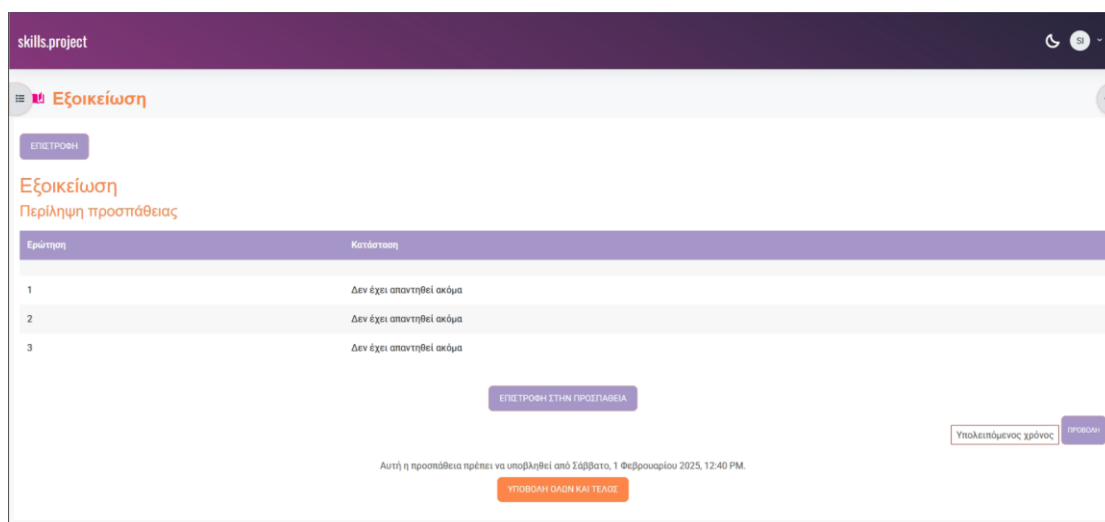 skills.project
SI
Εξοικείωση
ΕΠΙΣΤΡΟΦΗ
Εξοικείωση
Περίληψη προσπάθειας
Ερώτηση Κατάσταση
1 Δεν έχει απαντηθεί ακόμα
2 Δεν έχει απαντηθεί ακόμα
3 Δεν έχει απαντηθεί ακόμα
ΕΠΙΣΤΡΟΦΗ ΣΤΗΝ ΠΡΟΣΠΑΘΕΙΑ
Υπολειπόμενος χρόνος ΠΡΟΒΟΛΗ
Αυτή η προσπάθεια πρέπει να υποβληθεί από Σάββατο, 1 Φεβρουαρίου 2025, 12:40 PM.
ΥΠΟΒΟΛΗ ΟΛΩΝ ΚΑΙ ΤΕΛΟΣ